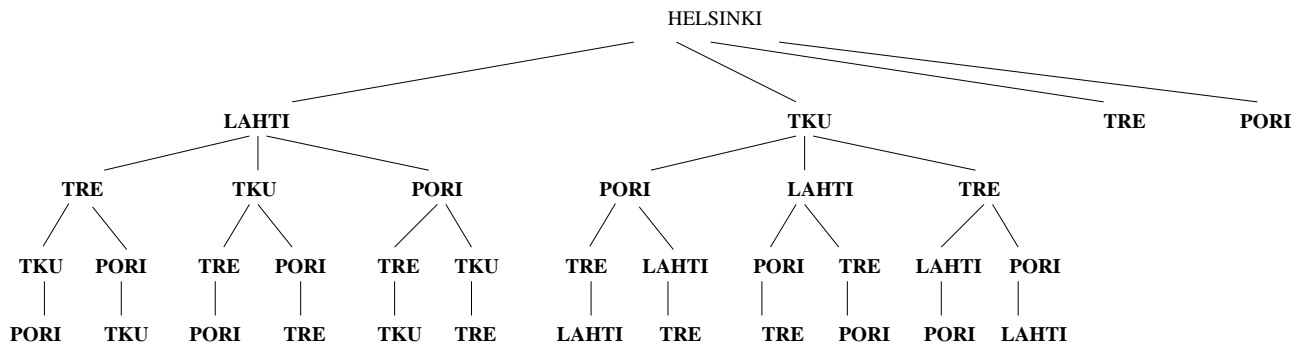 HELSINKI
LAHTI TKU TRE PORI
TRE TKU PORI PORI LAHTI TRE
TKU PORI TRE PORI TRE TKU TRE LAHTI PORI TRE LAHTI PORI
PORI TKU PORI TRE TKU TRE LAHTI TRE TRE PORI PORI LAHTI